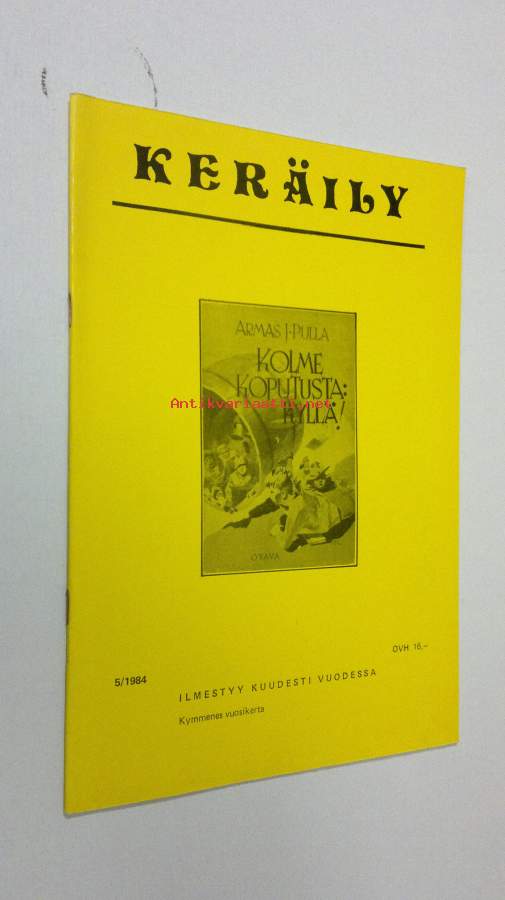 KERÄILY
ARMAS J. PULLA
KOLME
KOPUTUSTA:
KYLLÄ!
Antikvariaatti.net
OTAVA
OVH 16,-
5/1984
ILMESTYY KUUDESTI VUODESSA
Kymmenes vuosikerta